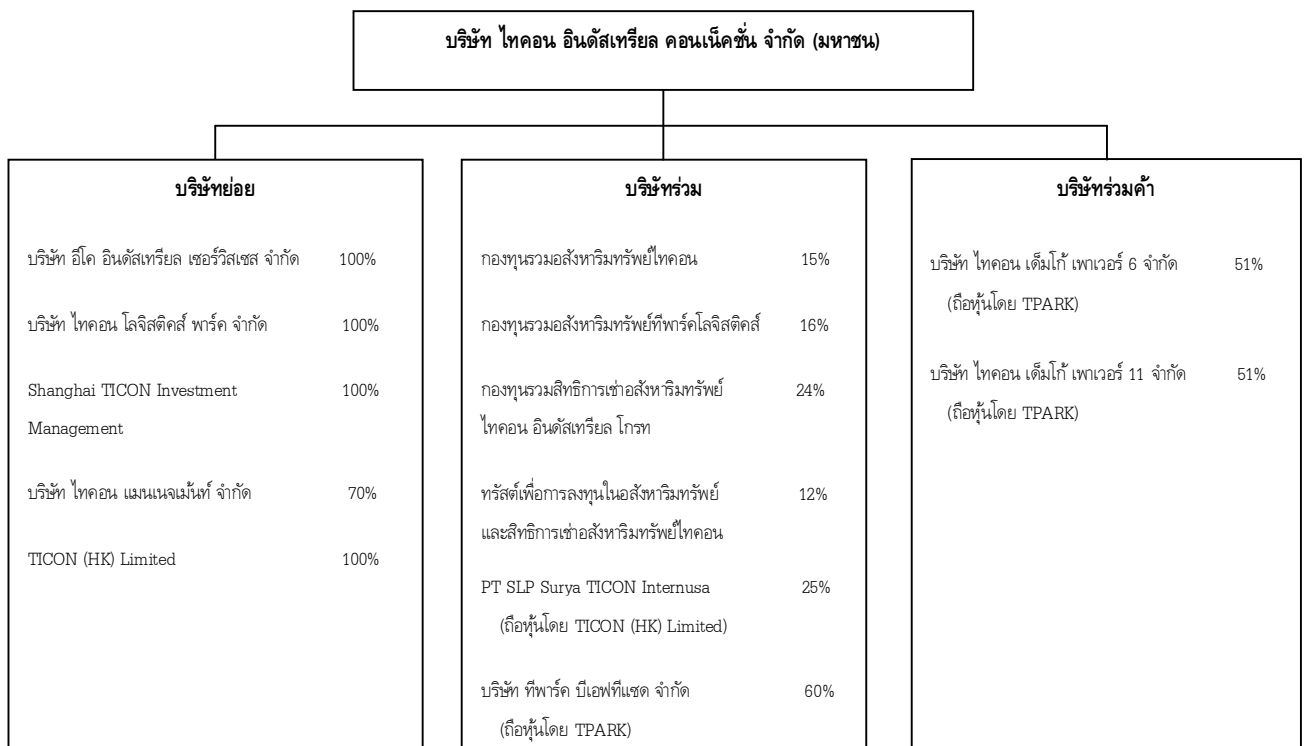 บริษัท ไทคอน อินดัสเทรียล คอนเน็คชั่น จำกัด (มหาชน)
บริษัทย่อย
บริษัท อีโค อินดัสเทรียล เซอร์วิสเซส จำกัด 100%
บริษัท ไทคอน โลจิสติคส์ พาร์ค จำกัด 100%
Shanghai TICON Investment 100%
Management
บริษัท ไทคอน แมนเนจเม้นท์ จำกัด 70%
TICON (HK) Limited 100%
บริษัทร่วม
กองทุนรวมอสังหาริมทรัพย์ไทคอน 15%
กองทุนรวมอสังหาริมทรัพย์ทีพาร์คโลจิสติคส์ 16%
กองทุนรวมสิทธิการเช่าอสังหาริมทรัพย์ 24%
ไทคอน อินดัสเทรียล โกรท
ทรัสต์เพื่อการลงทุนในอสังหาริมทรัพย์ 12%
และสิทธิการเช่าอสังหาริมทรัพย์ไทคอน
PT SLP Surya TICON Internusa 25%
(ถือหุ้นโดย TICON (HK) Limited)
บริษัท ทีพาร์ค บีเอฟทีแซด จำกัด 60%
(ถือหุ้นโดย TPARK)
บริษัทร่วมค้า
บริษัท ไทคอน เด็มโก้ เพาเวอร์ 6 จำกัด 51%
(ถือหุ้นโดย TPARK)
บริษัท ไทคอน เด็มโก้ เพาเวอร์ 11 จำกัด 51%
(ถือหุ้นโดย TPARK)